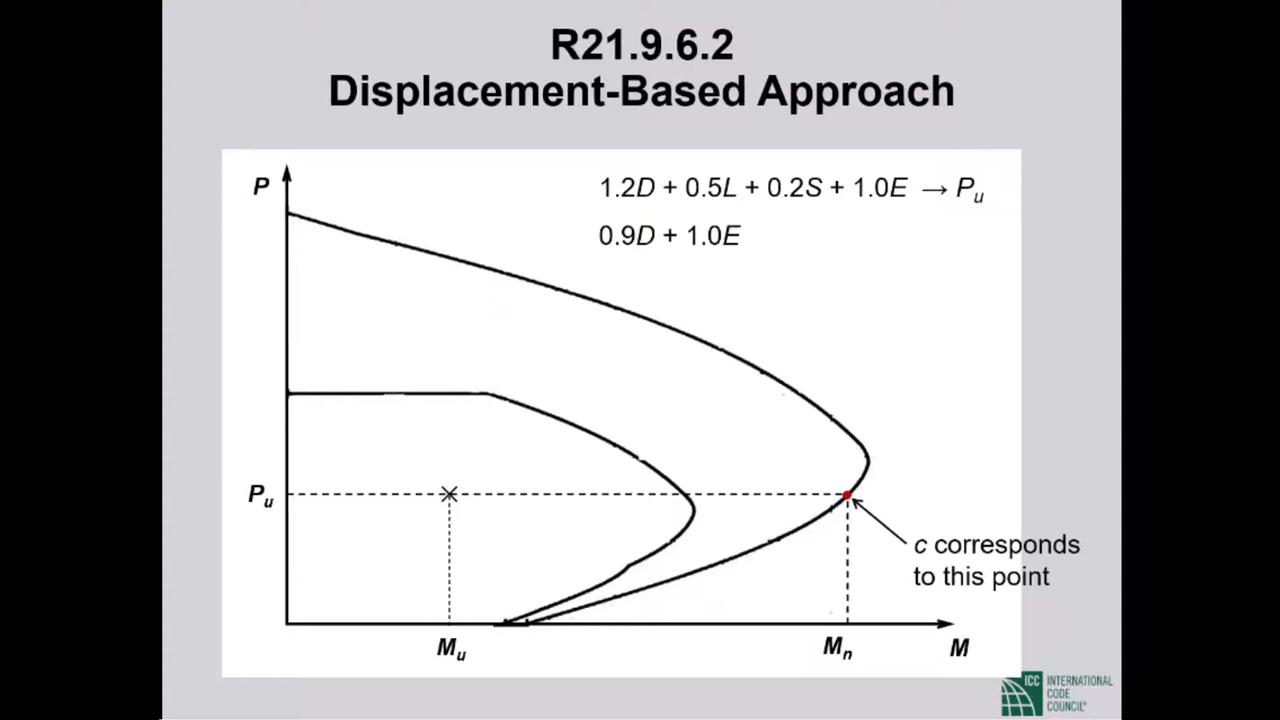 R21.9.6.2
Displacement-Based Approach
P
1.2D + 0.5L + 0.2S + 1.0E → Pu
0.9D + 1.0E
Pu
c corresponds
to this point
Mu
Mn
M
ICC INTERNATIONAL
CODE
COUNCIL®